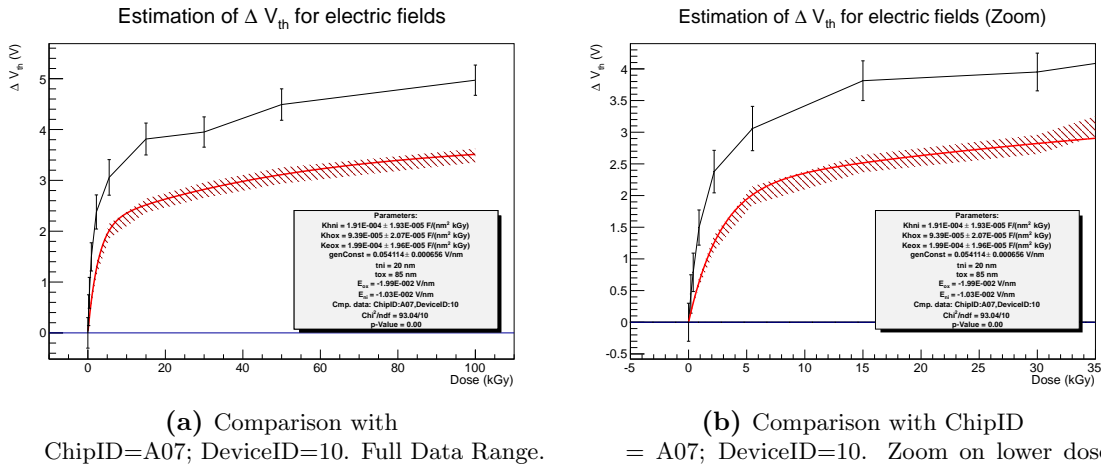 Estimation of Δ Vth for electric fields
Δ Vth (V)
5
4
3
2
1
0
0 20 40 60 80 100
Dose (kGy)
Parameters:
Khni = 1.91E-004 ± 1.93E-005 F/(nm² kGy)
Khox = 9.39E-005 ± 2.07E-005 F/(nm² kGy)
Keox = 1.99E-004 ± 1.96E-005 F/(nm² kGy)
genConst = 0.054114 ± 0.000656 V/nm
tni = 20 nm
tox = 85 nm
Eox = -1.99E-002 V/nm
Eni = -1.03E-002 V/nm
Cmp. data: ChipID:A07,DeviceID:10
Chi²/ndf = 93.04/10
p-Value = 0.00
(a) Comparison with
ChipID=A07; DeviceID=10. Full Data Range.
Estimation of Δ Vth for electric fields (Zoom)
Δ Vth (V)
4
3.5
3
2.5
2
1.5
1
0.5
0
-0.5
-5 0 5 10 15 20 25 30 35
Dose (kGy)
Parameters:
Khni = 1.91E-004 ± 1.93E-005 F/(nm² kGy)
Khox = 9.39E-005 ± 2.07E-005 F/(nm² kGy)
Keox = 1.99E-004 ± 1.96E-005 F/(nm² kGy)
genConst = 0.054114 ± 0.000656 V/nm
tni = 20 nm
tox = 85 nm
Eox = -1.99E-002 V/nm
Eni = -1.03E-002 V/nm
Cmp. data: ChipID:A07,DeviceID:10
Chi²/ndf = 93.04/10
p-Value = 0.00
(b) Comparison with ChipID
= A07; DeviceID=10. Zoom on lower dose